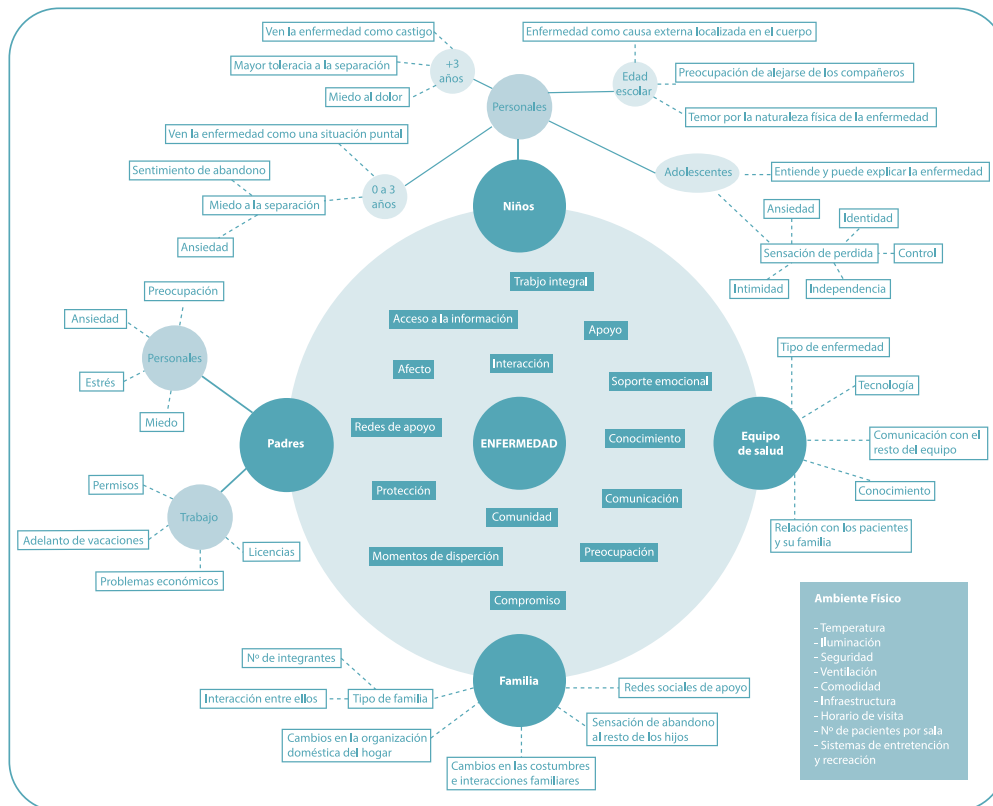 Ven la enfermedad como castigo
Mayor toleracia a la separación
Miedo al dolor
+3
años
Personales
Enfermedad como causa externa localizada en el cuerpo
Edad
escolar
Preocupación de alejarse de los compañeros
Temor por la naturaleza física de la enfermedad
Ven la enfermedad como una situación puntal
Sentimiento de abandono
Miedo a la separación
Ansiedad
0 a 3
años
Niños
Adolescentes
Entiende y puede explicar la enfermedad
Ansiedad
Identidad
Sensación de perdida
Control
Intimidad
Independencia
Preocupación
Ansiedad
Personales
Estrés
Miedo
Padres
Permisos
Trabajo
Adelanto de vacaciones
Licencias
Problemas económicos
Trabjo integral
Acceso a la información
Apoyo
Afecto
Interacción
Soporte emocional
Redes de apoyo
ENFERMEDAD
Conocimiento
Protección
Comunicación
Comunidad
Momentos de disperción
Preocupación
Compromiso
Equipo
de salud
Tipo de enfermedad
Tecnología
Comunicación con el
resto del equipo
Conocimiento
Relación con los pacientes
y su familia
Familia
Nº de integrantes
Interacción entre ellos
Tipo de familia
Cambios en la organización
doméstica del hogar
Cambios en las costumbres
e interacciones familiares
Redes sociales de apoyo
Sensación de abandono
al resto de los hijos
Ambiente Físico
– Temperatura
– Iluminación
– Seguridad
– Ventilación
– Comodidad
– Infraestructura
– Horario de visita
– Nº de pacientes por sala
– Sistemas de entretención
y recreación